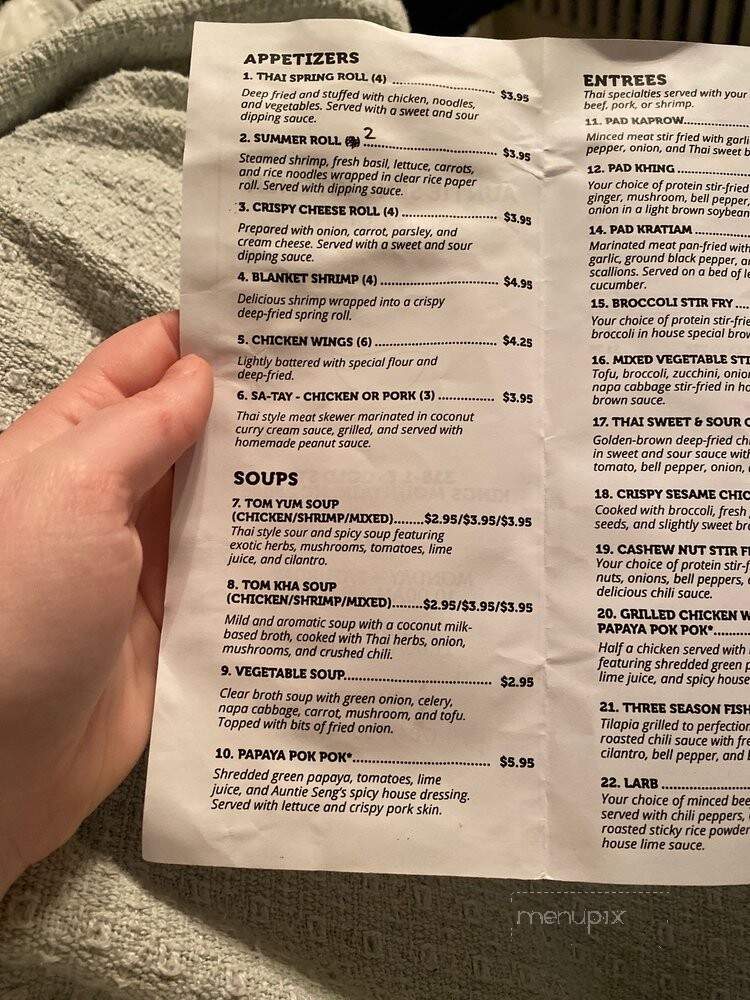 APPETIZERS
1. THAI SPRING ROLL (4) ........................ $3.95
Deep fried and stuffed with chicken, noodles,
and vegetables. Served with a sweet and sour
dipping sauce.
2. SUMMER ROLL 2 ........................ $3.95
Steamed shrimp, fresh basil, lettuce, carrots,
and rice noodles wrapped in clear rice paper
roll. Served with dipping sauce.
3. CRISPY CHEESE ROLL (4) ........................ $3.95
Prepared with onion, carrot, parsley, and
cream cheese. Served with a sweet and sour
dipping sauce.
4. BLANKET SHRIMP (4) ........................ $4.95
Delicious shrimp wrapped into a crispy
deep-fried spring roll.
5. CHICKEN WINGS (6) ........................ $4.25
Lightly battered with special flour and
deep-fried.
6. SA-TAY - CHICKEN OR PORK (3) .............. $3.95
Thai style meat skewer marinated in coconut
curry cream sauce, grilled, and served with
homemade peanut sauce.
SOUPS
7. TOM YUM SOUP
(CHICKEN/SHRIMP/MIXED).......$2.95/$3.95/$3.95
Thai style sour and spicy soup featuring
exotic herbs, mushrooms, tomatoes, lime
juice, and cilantro.
8. TOM KHA SOUP
(CHICKEN/SHRIMP/MIXED).......$2.95/$3.95/$3.95
Mild and aromatic soup with a coconut milk-
based broth, cooked with Thai herbs, onion,
mushrooms, and crushed chili.
9. VEGETABLE SOUP................................... $2.95
Clear broth soup with green onion, celery,
napa cabbage, carrot, mushroom, and tofu.
Topped with bits of fried onion.
10. PAPAYA POK POK*................................ $5.95
Shredded green papaya, tomatoes, lime
juice, and Auntie Seng's spicy house dressing.
Served with lettuce and crispy pork skin.
ENTREES
Thai specialties served with your
beef, pork, or shrimp.
11. PAD KAPROW..............
Minced meat stir fried with garli
pepper, onion, and Thai sweet b
12. PAD KHING ................
Your choice of protein stir-fried
ginger, mushroom, bell pepper,
onion in a light brown soybean
14. PAD KRATIAM ............
Marinated meat pan-fried with
garlic, ground black pepper, an
scallions. Served on a bed of le
cucumber.
15. BROCCOLI STIR FRY ...
Your choice of protein stir-frie
broccoli in house special brow
16. MIXED VEGETABLE STI
Tofu, broccoli, zucchini, onion
napa cabbage stir-fried in ho
brown sauce.
17. THAI SWEET & SOUR C
Golden-brown deep-fried chi
in sweet and sour sauce with
tomato, bell pepper, onion,
18. CRISPY SESAME CHIC
Cooked with broccoli, fresh
seeds, and slightly sweet bro
19. CASHEW NUT STIR F
Your choice of protein stir-f
nuts, onions, bell peppers,
delicious chili sauce.
20. GRILLED CHICKEN W
PAPAYA POK POK*.........
Half a chicken served with
featuring shredded green p
lime juice, and spicy house
21. THREE SEASON FISH
Tilapia grilled to perfection
roasted chili sauce with fre
cilantro, bell pepper, and
22. LARB ....................
Your choice of minced bee
served with chili peppers,
roasted sticky rice powder
house lime sauce.
menupix